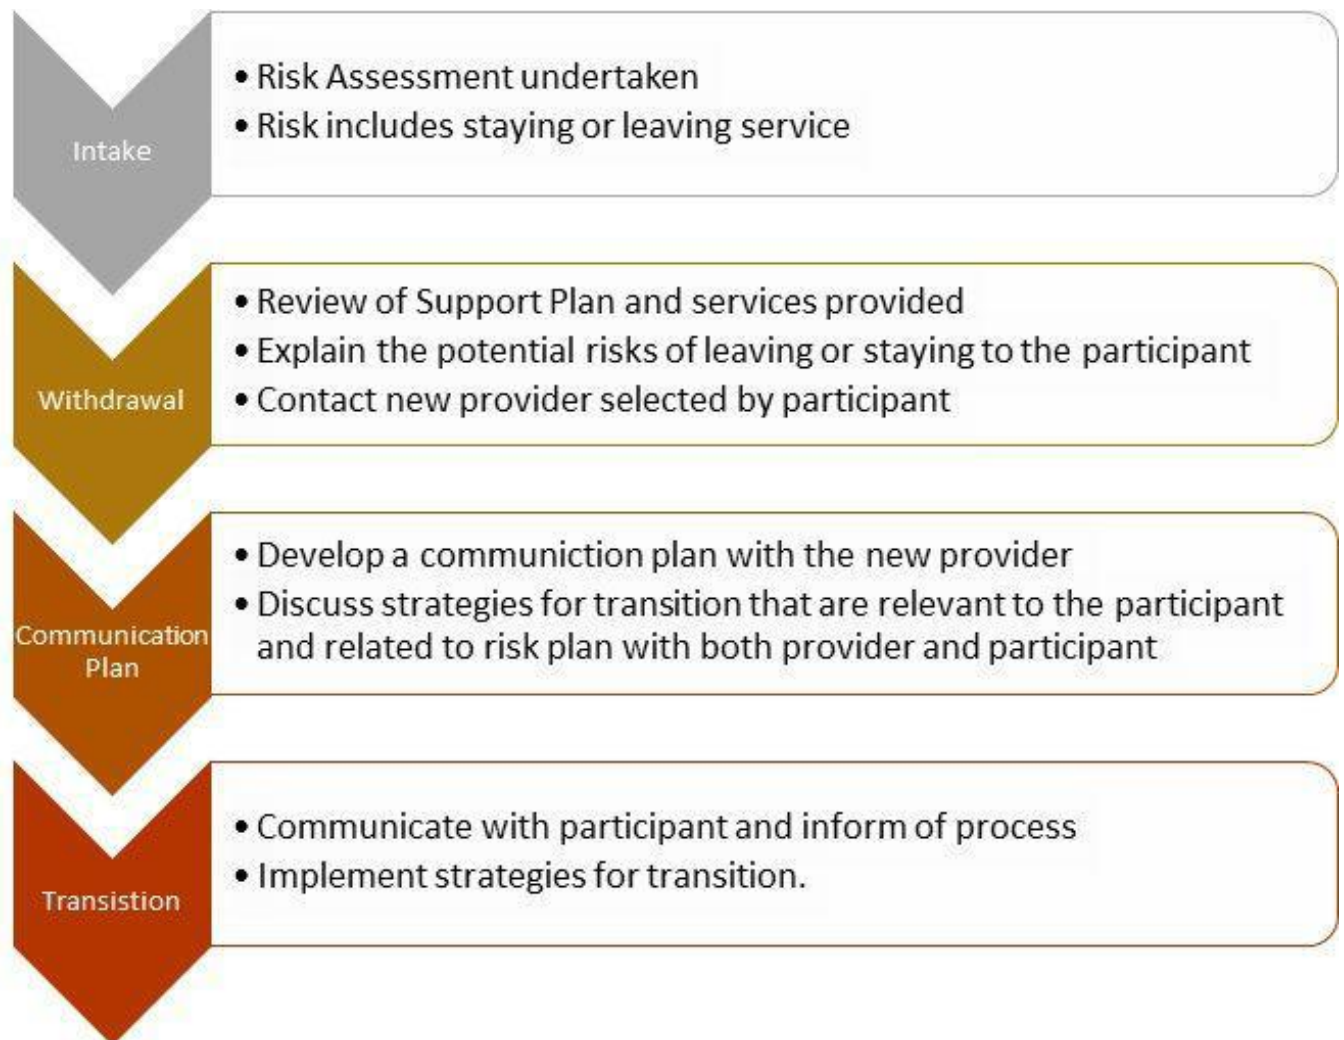 Intake
• Risk Assessment undertaken
• Risk includes staying or leaving service
Withdrawal
• Review of Support Plan and services provided
• Explain the potential risks of leaving or staying to the participant
• Contact new provider selected by participant
Communication
Plan
• Develop a communiction plan with the new provider
• Discuss strategies for transition that are relevant to the participant
and related to risk plan with both provider and participant
Transistion
• Communicate with participant and inform of process
• Implement strategies for transition.